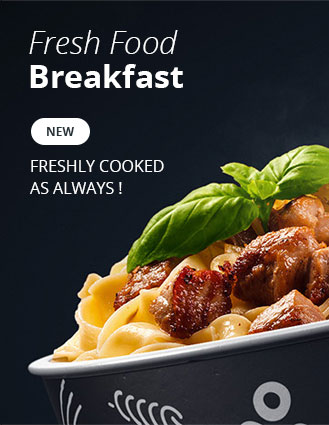 Fresh Food
Breakfast
NEW
FRESHLY COOKED
AS ALWAYS !